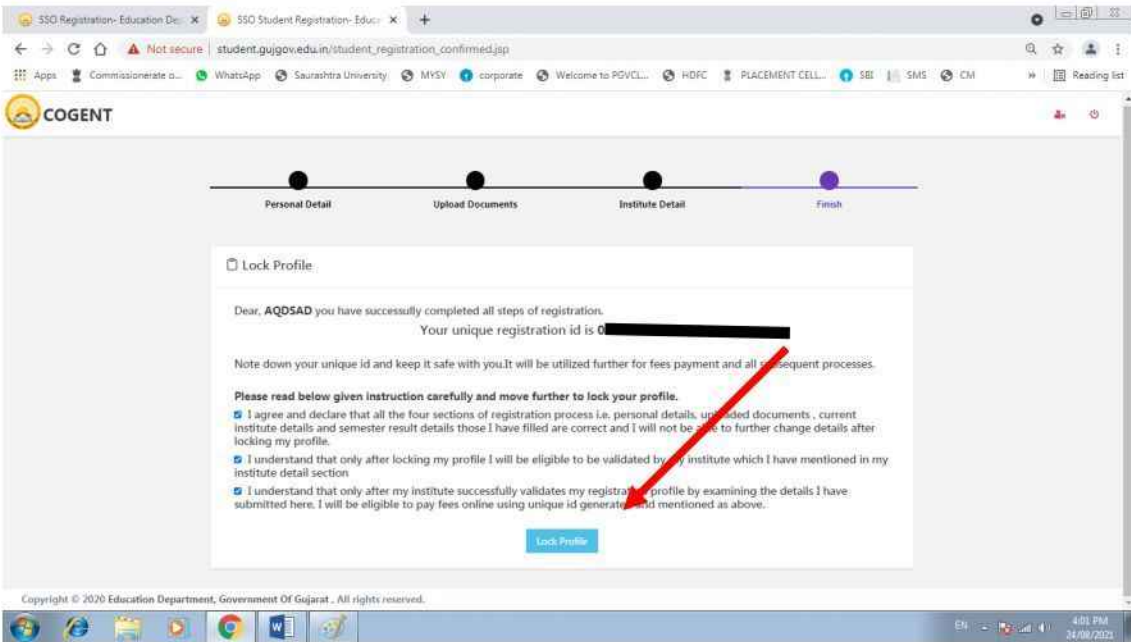 SSO Registration- Education De
SSO Student Registration- Educa
Not secure student.gujgov.edu.in/student_registration_confirmed.jsp
Apps Commissionerate o... WhatsApp Saurashtra University MYSY corporate Welcome to PGVCL... HDFC PLACEMENT CELL... SBI SMS CM » Reading list
COGENT
Personal Detail Upload Documents Institute Detail Finish
Lock Profile
Dear, AQDSAD you have successully completed all steps of registration.
Your unique registration id is 0
Note down your unique id and keep it safe with you.It will be utilized further for fees payment and all subsequent processes.
Please read below given instruction carefully and move further to lock your profile.
I agree and declare that all the four sections of registration process i.e. personal details, uploaded documents , current
institute details and semester result details those I have filled are correct and I will not be able to further change details after
locking my profile.
I understand that only after locking my profile I will be eligible to be validated by my institute which I have mentioned in my
institute detail section
I understand that only after my institute successfully validates my registration profile by examining the details I have
submitted here, I will be eligible to pay fees online using unique id generated and mentioned as above.
Lock Profile
Copyright © 2020 Education Department, Government Of Gujarat . All rights reserved.
EN 4:01 PM
24/08/2021